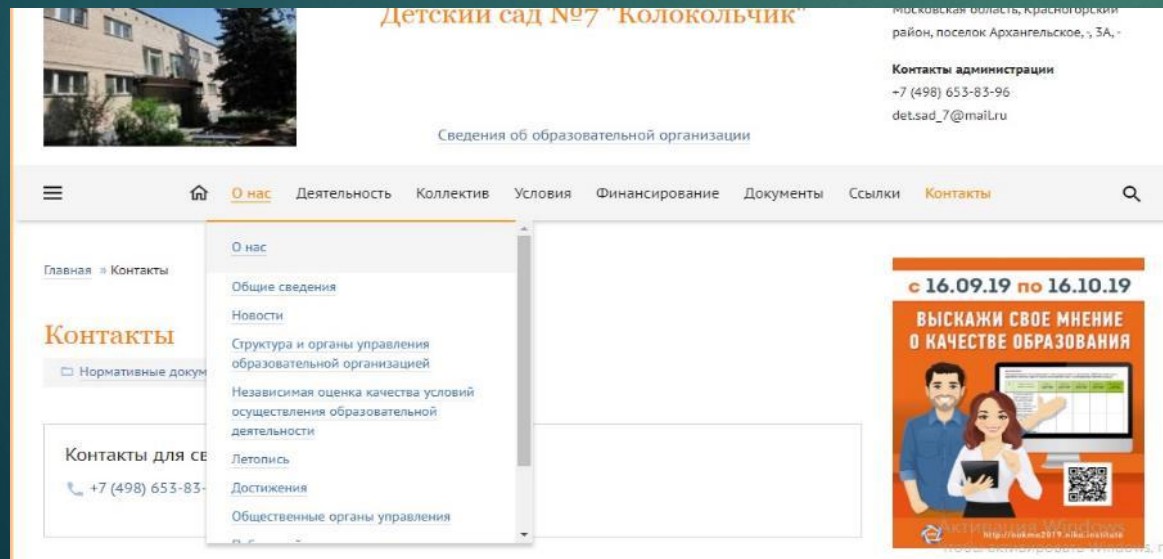 Детский сад №7 "Колокольчик"
Московская область, Красногорский
район, поселок Архангельское, -, 3А, -
Контакты администрации
+7 (498) 653-83-96
det.sad_7@mail.ru
Сведения об образовательной организации
О нас Деятельность Коллектив Условия Финансирование Документы Ссылки Контакты
Главная » Контакты
Контакты
Нормативные докум
Контакты для св
+7 (498) 653-83-
О нас
Общие сведения
Новости
Структура и органы управления
образовательной организацией
Независимая оценка качества условий
осуществления образовательной
деятельности
Летопись
Достижения
Общественные органы управления
с 16.09.19 по 16.10.19
ВЫСКАЖИ СВОЕ МНЕНИЕ
О КАЧЕСТВЕ ОБРАЗОВАНИЯ
Активация Windows